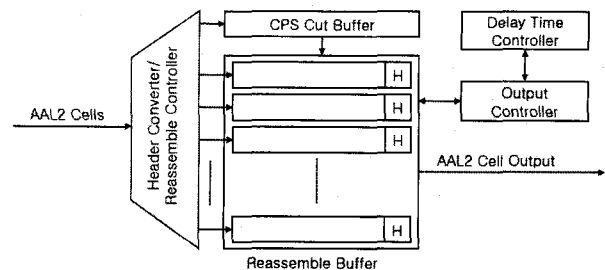 CPS Cut Buffer
Delay Time
Controller
Header Converter/
Reassemble Controller
H
H
H
H
Output
Controller
AAL2 Cells
AAL2 Cell Output
Reassemble Buffer